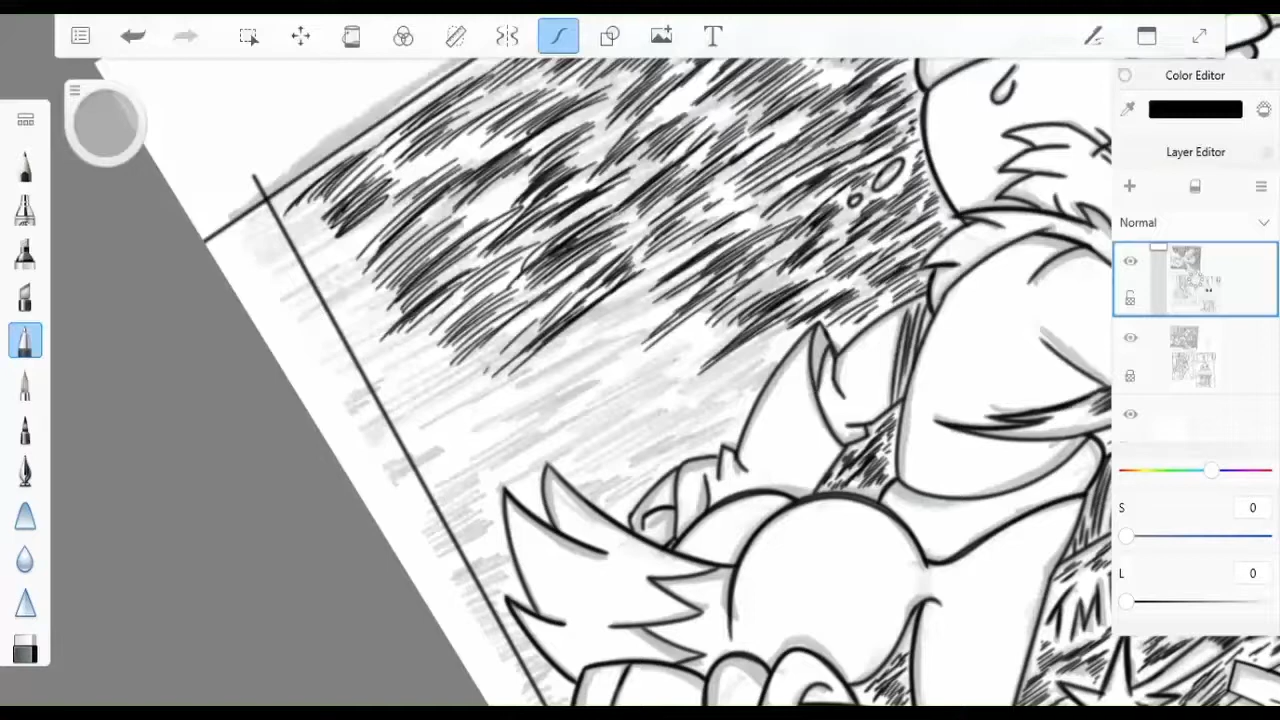 T
Color Editor
Layer Editor
Normal
S 0
L 0